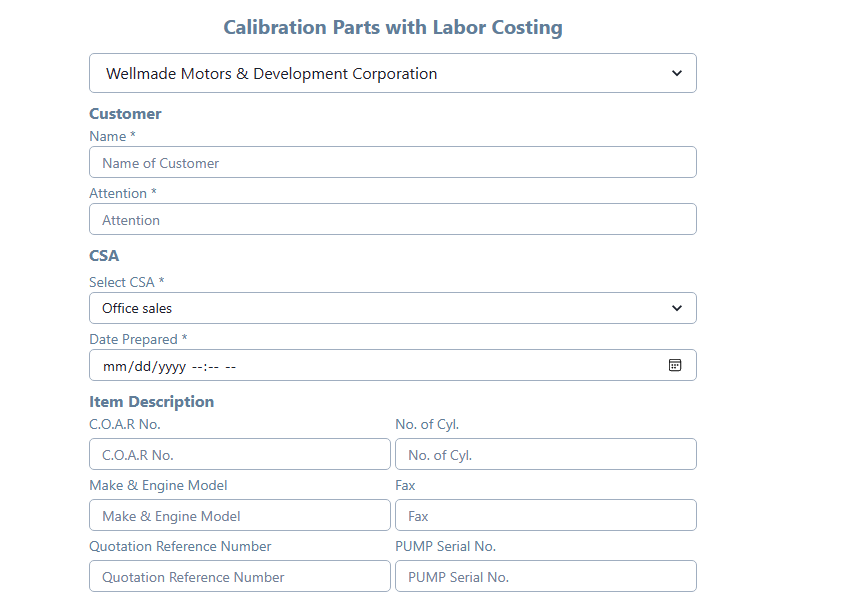 Calibration Parts with Labor Costing
Wellmade Motors & Development Corporation
Customer
Name *
Name of Customer
Attention *
Attention
CSA
Select CSA *
Office sales
Date Prepared *
mm/dd/yyyy --:-- --
Item Description
C.O.A.R No. No. of Cyl.
C.O.A.R No. No. of Cyl.
Make & Engine Model Fax
Make & Engine Model Fax
Quotation Reference Number PUMP Serial No.
Quotation Reference Number PUMP Serial No.